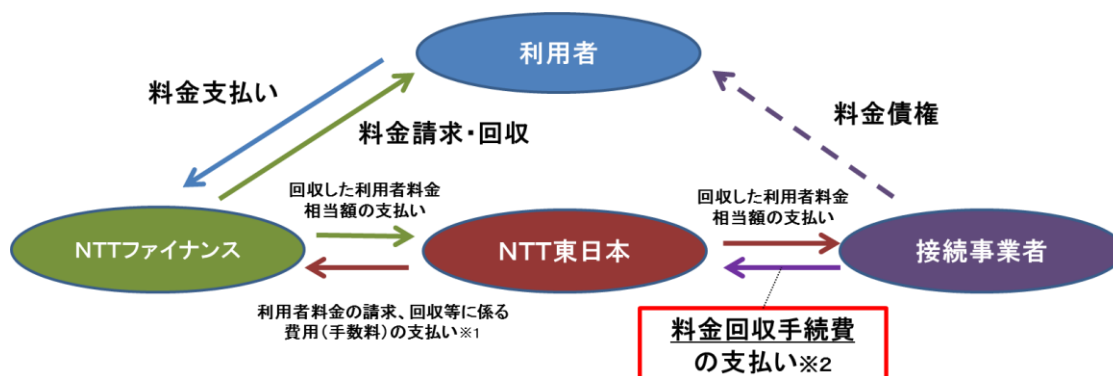 利用者
料金支払い
料金請求・回収
料金債権
回収した利用者料金
相当額の支払い
回収した利用者料金
相当額の支払い
NTTファイナンス
NTT東日本
接続事業者
利用者料金の請求、回収等に係る
費用(手数料)の支払い※1
料金回収手続費
の支払い※2